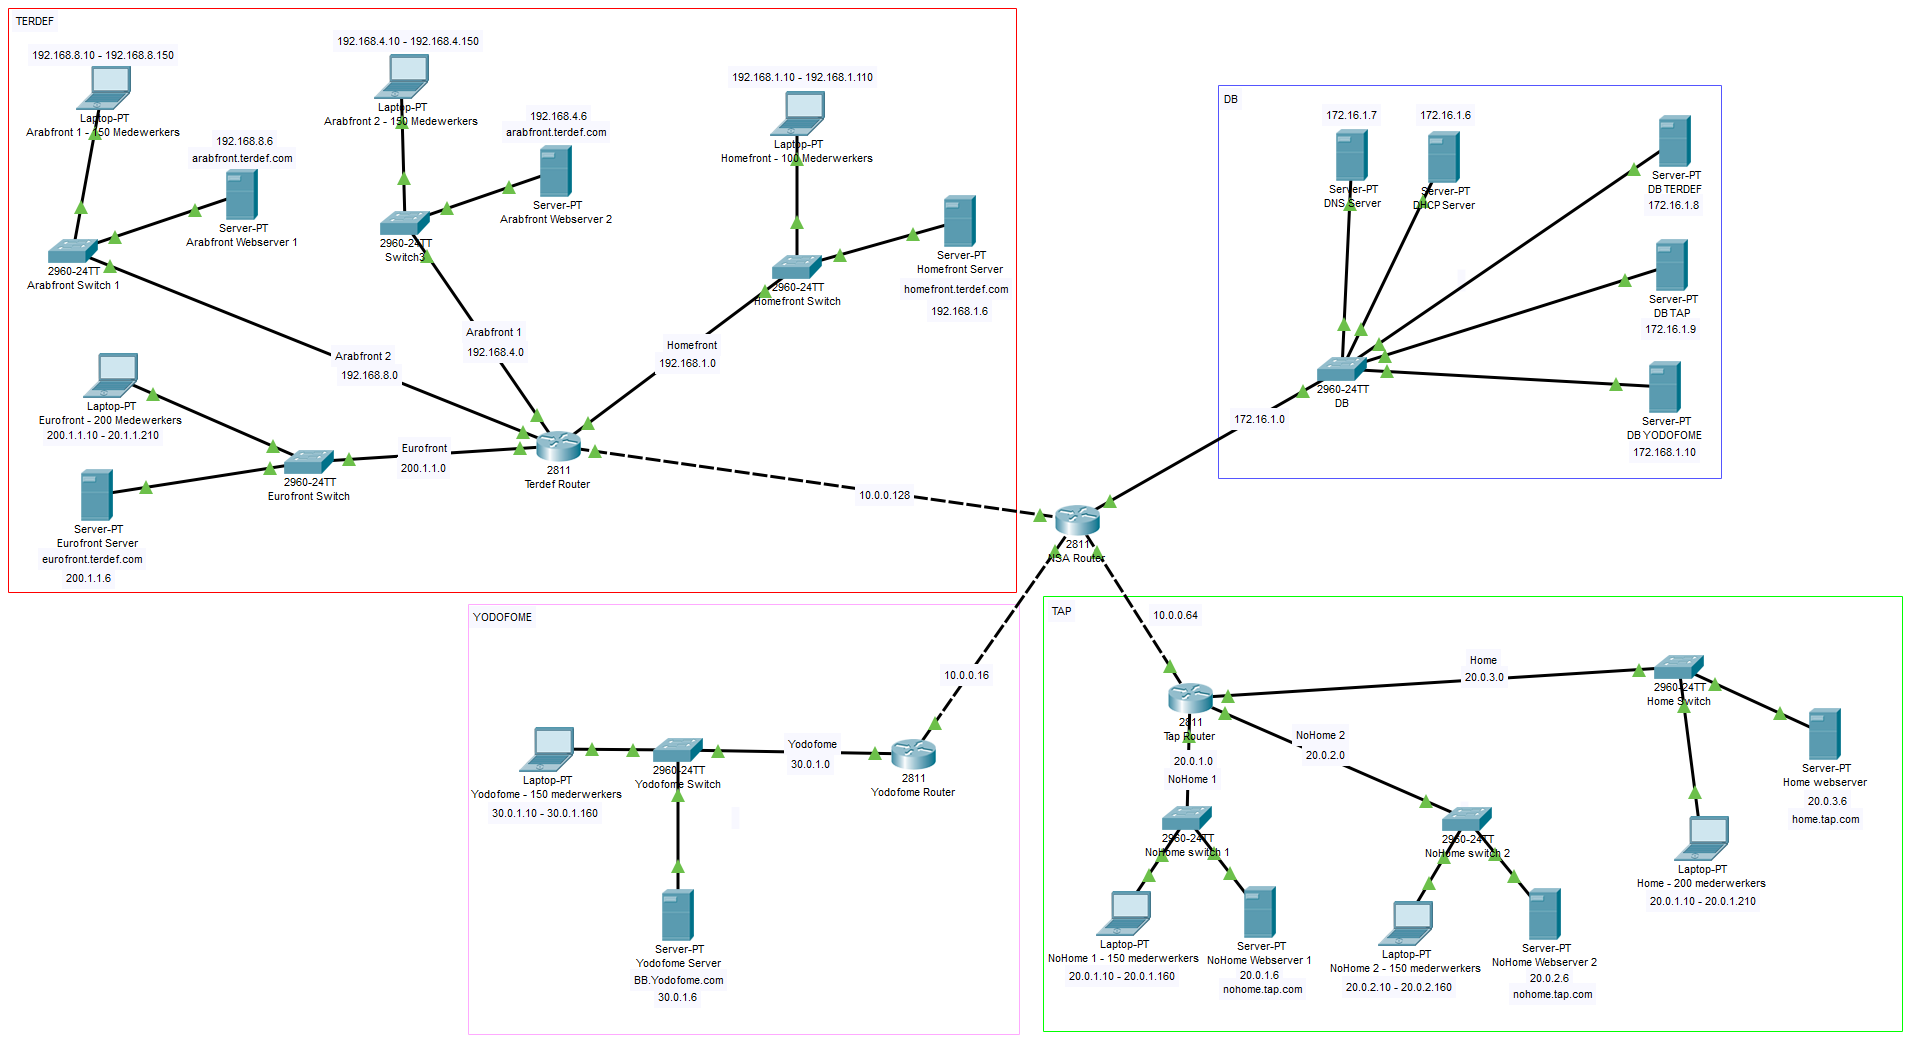 TERDEF
192.168.8.10 - 192.168.8.150
Laptop-PT
Arabfront 1 - 150 Medewerkers
192.168.8.6
arabfront.terdef.com
Server-PT
Arabfront Webserver 1
2960-24TT
Arabfront Switch 1
192.168.4.10 - 192.168.4.150
Laptop-PT
Arabfront 2 - 150 Medewerkers
192.168.4.6
arabfront.terdef.com
Server-PT
Arabfront Webserver 2
2960-24TT
Switch3
192.168.1.10 - 192.168.1.110
Laptop-PT
Homefront - 100 Mederwerkers
Server-PT
Homefront Server
homefront.terdef.com
192.168.1.6
2960-24TT
Homefront Switch
Arabfront 1
192.168.4.0
Homefront
192.168.1.0
Arabfront 2
192.168.8.0
Laptop-PT
Eurofront - 200 Medewerkers
200.1.1.10 - 20.1.1.210
Eurofront
200.1.1.0
2960-24TT
Eurofront Switch
2811
Terdef Router
Server-PT
Eurofront Server
eurofront.terdef.com
200.1.1.6
10.0.0.128
2811
NSA Router
DB
172.16.1.7
Server-PT
DNS Server
172.16.1.6
Server-PT
DHCP Server
Server-PT
DB TERDEF
172.16.1.8
Server-PT
DB TAP
172.16.1.9
2960-24TT
DB
172.16.1.0
Server-PT
DB YODOFOME
172.168.1.10
YODOFOME
10.0.0.16
Laptop-PT
Yodofome - 150 mederwerkers
30.0.1.10 - 30.0.1.160
2960-24TT
Yodofome Switch
Yodofome
30.0.1.0
2811
Yodofome Router
Server-PT
Yodofome Server
BB.Yodofome.com
30.0.1.6
TAP
10.0.0.64
2811
Tap Router
Home
20.0.3.0
2960-24TT
Home Switch
20.0.1.0
NoHome 1
NoHome 2
20.0.2.0
Server-PT
Home webserver
20.0.3.6
home.tap.com
2960-24TT
NoHome switch 1
2960-24TT
NoHome switch 2
Laptop-PT
Home - 200 mederwerkers
20.0.1.10 - 20.0.1.210
Laptop-PT
NoHome 1 - 150 mederwerkers
20.0.1.10 - 20.0.1.160
Server-PT
NoHome Webserver 1
20.0.1.6
nohome.tap.com
Laptop-PT
NoHome 2 - 150 mederwerkers
20.0.2.10 - 20.0.2.160
Server-PT
NoHome Webserver 2
20.0.2.6
nohome.tap.com